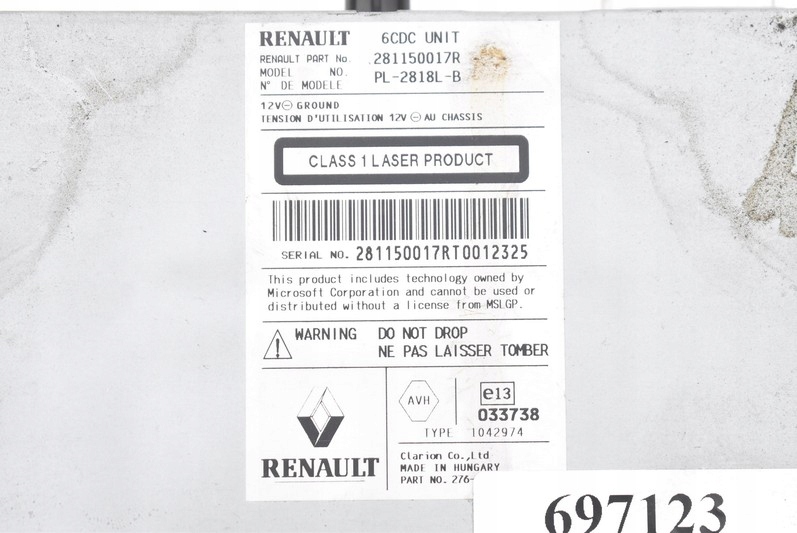 RENAULT 6CDC UNIT
RENAULT PART No. 281150017R
MODEL NO. PL-2818L-B
N° DE MODELE
12V⊖ GROUND
TENSION D'UTILISATION 12V ⊖ AU CHASSIS
CLASS 1 LASER PRODUCT
SERIAL NO. 281150017RT0012325
This product includes technology owned by
Microsoft Corporation and cannot be used or
distributed without a license from MSLGP.
WARNING DO NOT DROP
NE PAS LAISSER TOMBER
AVH e13
033738
TYPE 1042974
RENAULT
Clarion Co.,Ltd
MADE IN HUNGARY
PART NO. 276-
697123